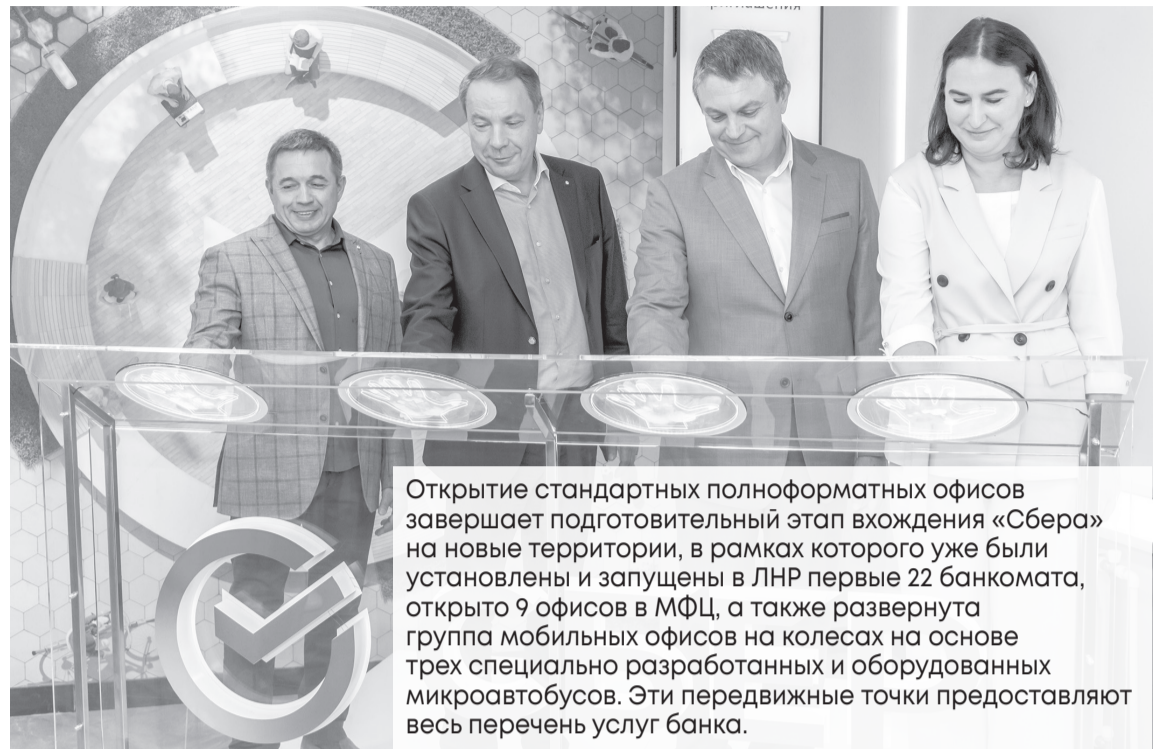 Открытие стандартных полноформатных офисов
завершает подготовительный этап вхождения «Сбера»
на новые территории, в рамках которого уже были
установлены и запущены в ЛНР первые 22 банкомата,
открыто 9 офисов в МФЦ, а также развернута
группа мобильных офисов на колесах на основе
трех специально разработанных и оборудованных
микроавтобусов. Эти передвижные точки предоставляют
весь перечень услуг банка.